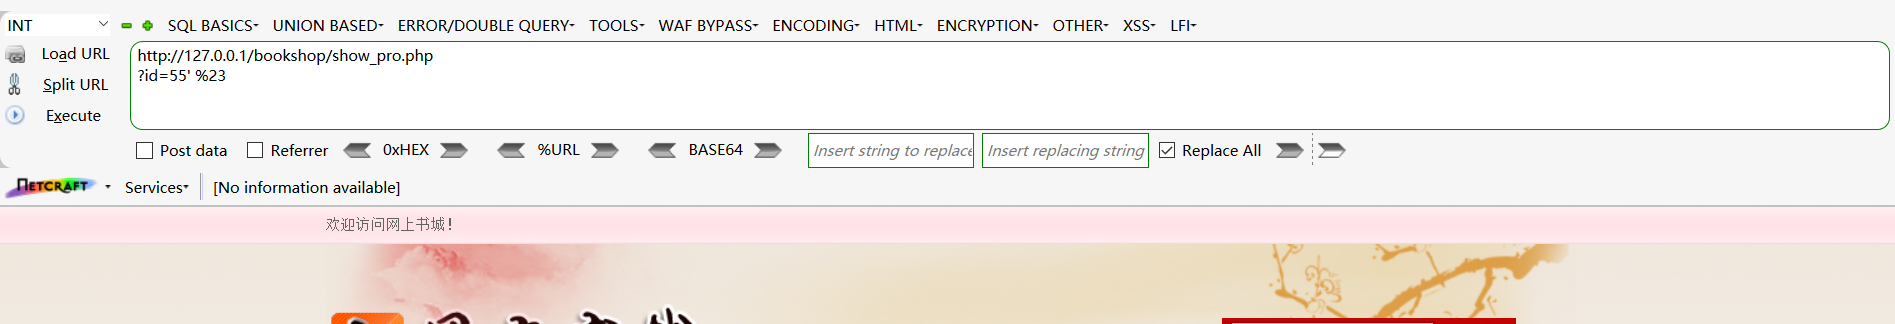 INT SQL BASICS UNION BASED ERROR/DOUBLE QUERY TOOLS WAF BYPASS ENCODING HTML ENCRYPTION OTHER XSS LFI
Load URL
Split URL
Execute
http://127.0.0.1/bookshop/show_pro.php
?id=55' %23
Post data Referrer 0xHEX %URL BASE64 Insert string to replace Insert replacing string Replace All
NETCRAFT Services [No information available]
欢迎访问网上书城!